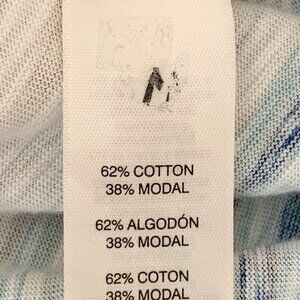 M
62% COTTON
38% MODAL
62% ALGODÓN
38% MODAL
62% COTON
38% MODAL